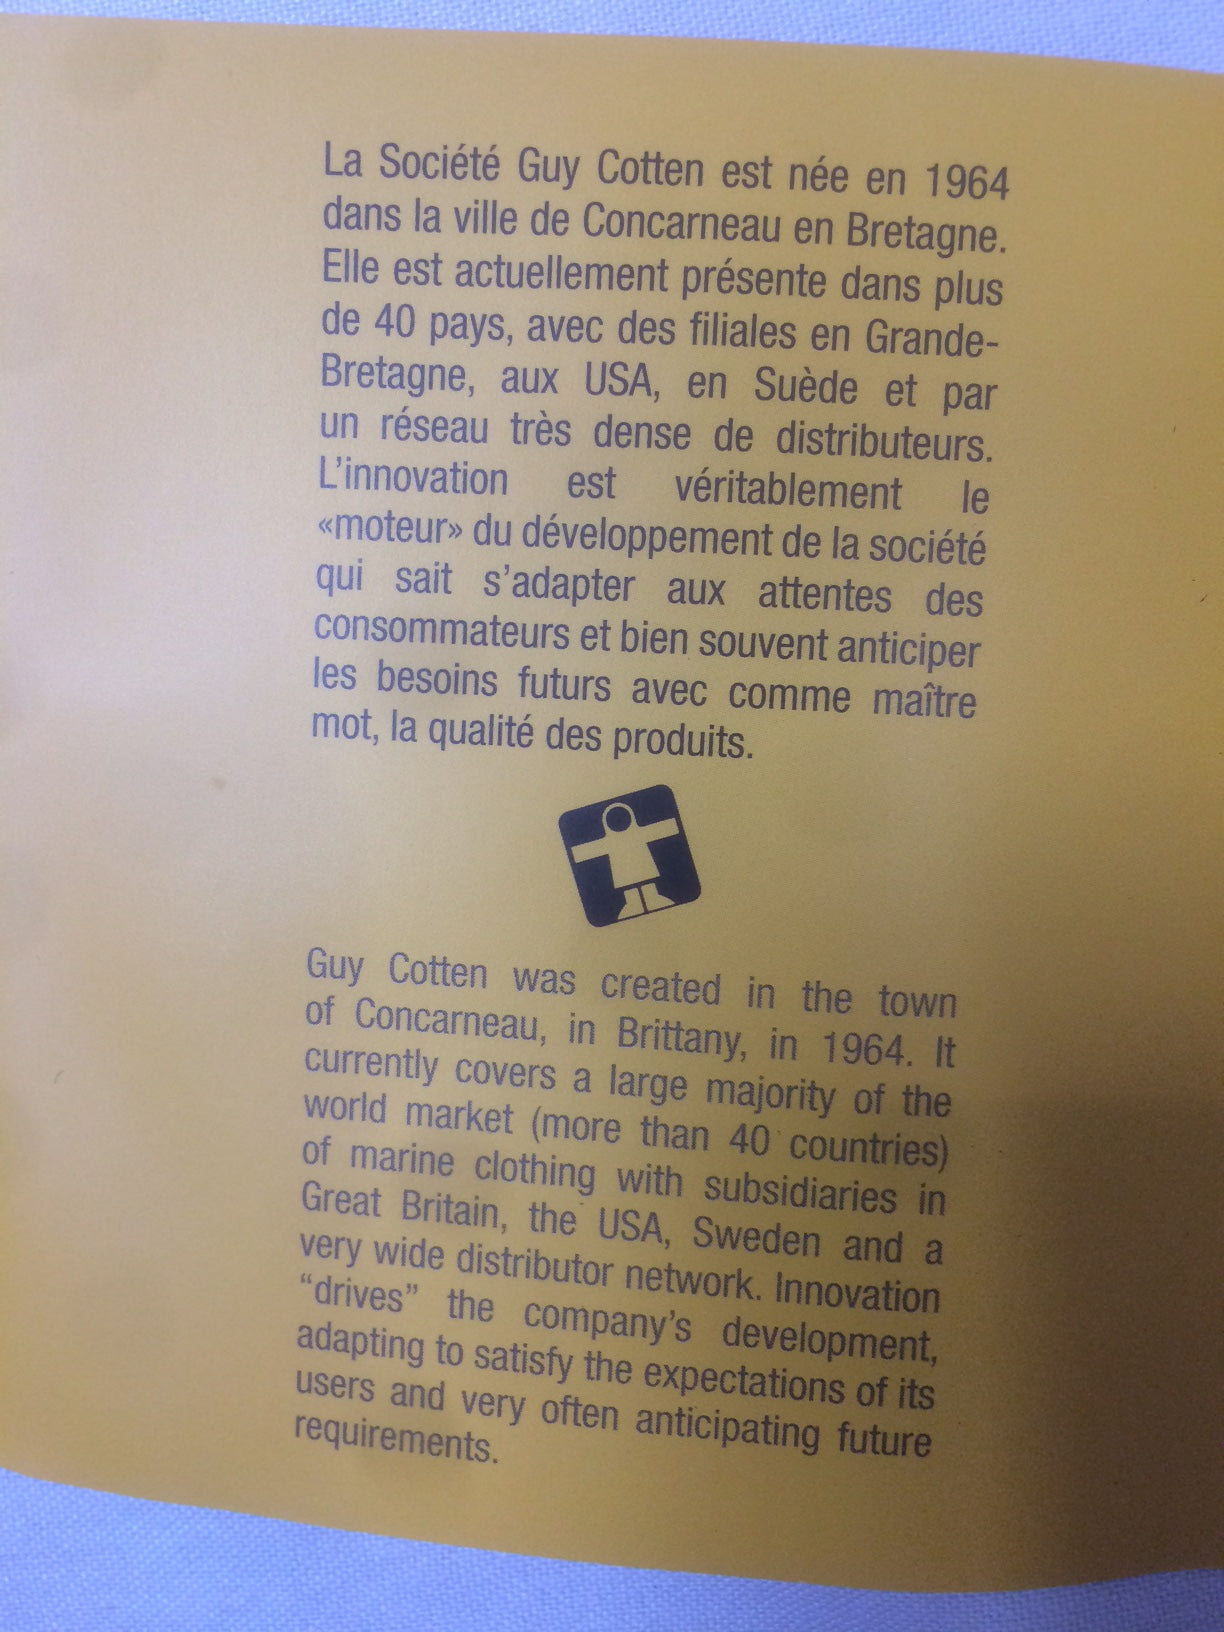 La Société Guy Cotten est née en 1964
dans la ville de Concarneau en Bretagne.
Elle est actuellement présente dans plus
de 40 pays, avec des filiales en Grande-
Bretagne, aux USA, en Suède et par
un réseau très dense de distributeurs.
L'innovation est véritablement le
«moteur» du développement de la société
qui sait s'adapter aux attentes des
consommateurs et bien souvent anticiper
les besoins futurs avec comme maître
mot, la qualité des produits.
Guy Cotten was created in the town
of Concarneau, in Brittany, in 1964. It
currently covers a large majority of the
world market (more than 40 countries)
of marine clothing with subsidiaries in
Great Britain, the USA, Sweden and a
very wide distributor network. Innovation
“drives” the company's development,
adapting to satisfy the expectations of its
users and very often anticipating future
requirements.